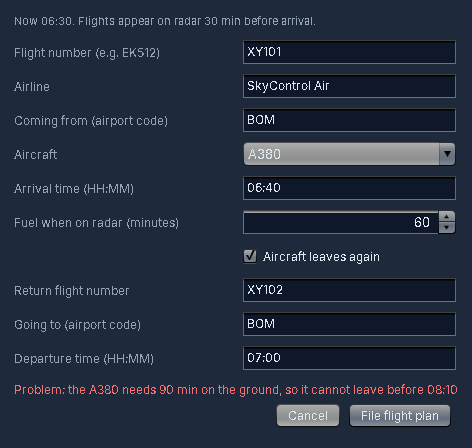 Now 06:30. Flights appear on radar 30 min before arrival.
Flight number (e.g. EK512) XY101
Airline SkyControl Air
Coming from (airport code) BOM
Aircraft A380
Arrival time (HH:MM) 06:40
Fuel when on radar (minutes) 60
Aircraft leaves again
Return flight number XY102
Going to (airport code) BOM
Departure time (HH:MM) 07:00
Problem: the A380 needs 90 min on the ground, so it cannot leave before 08:10
Cancel File flight plan